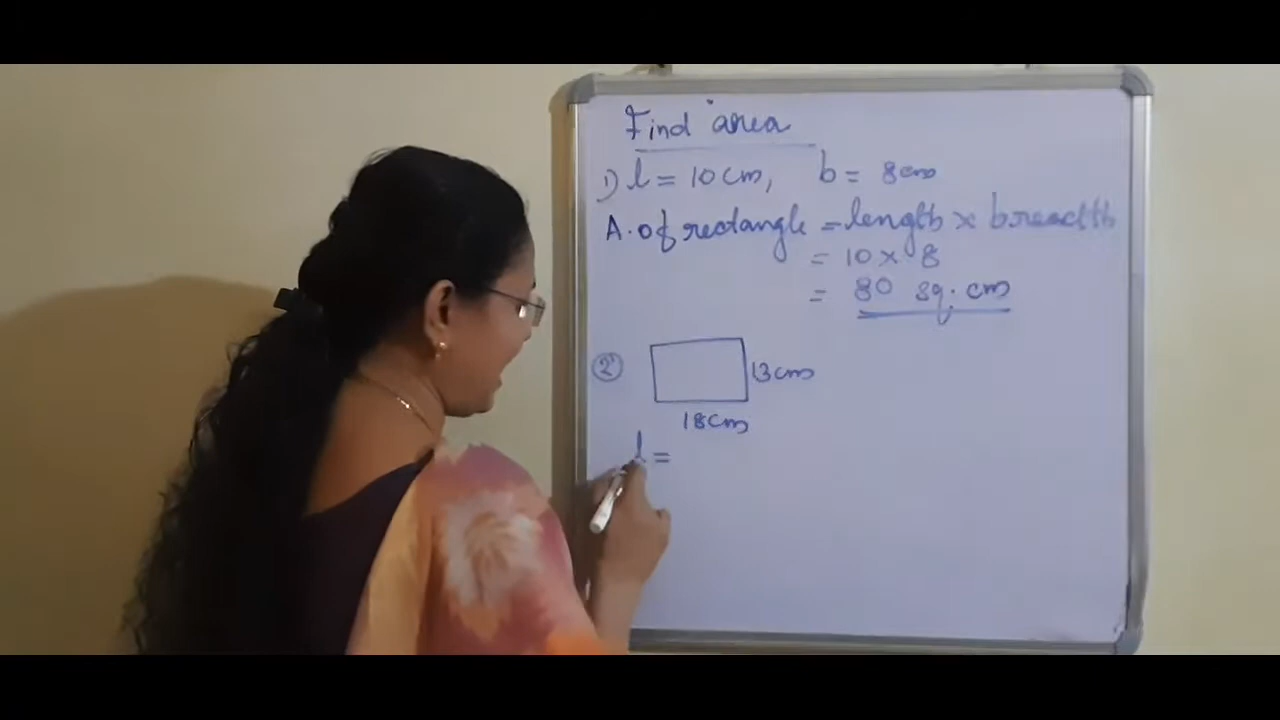 Find area
1) l = 10 cm, b = 8cm
A. of rectangle = length x breadth
= 10 x 8
= 80 sq. cm
2
13cm
18cm
l =